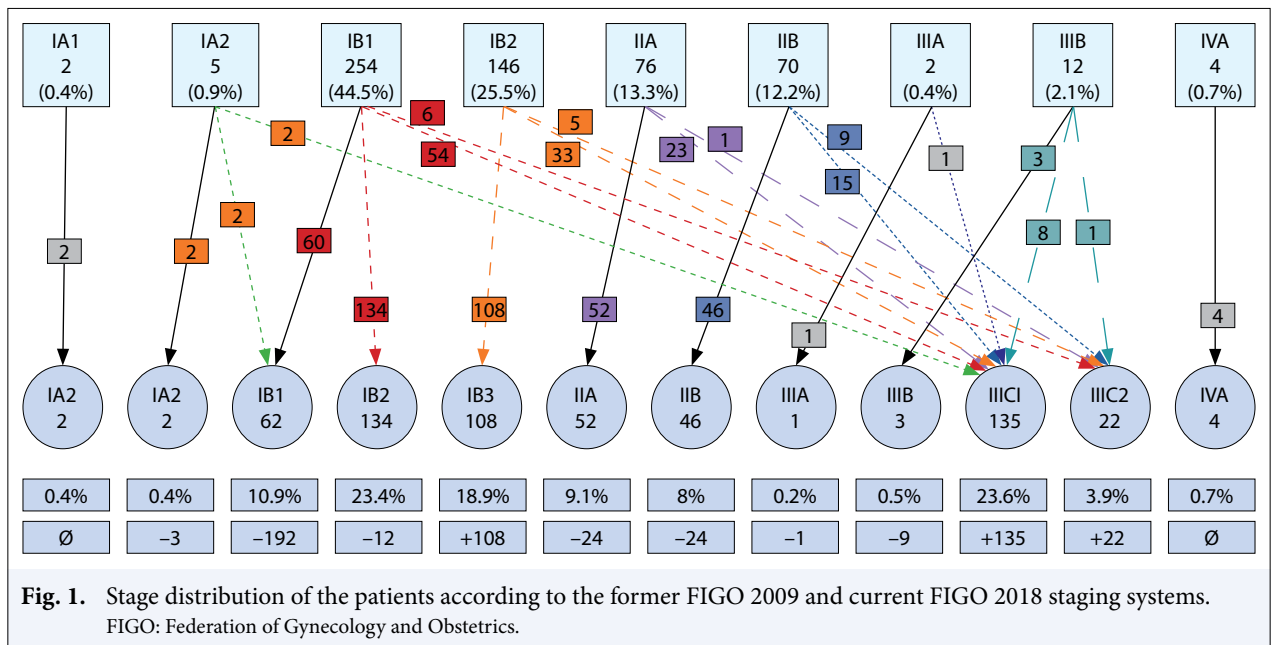 IA1
2
(0.4%)
IA2
5
(0.9%)
IB1
254
(44.5%)
IB2
146
(25.5%)
IIA
76
(13.3%)
IIB
70
(12.2%)
IIIA
2
(0.4%)
IIIB
12
(2.1%)
IVA
4
(0.7%)
2
6
54
5
33
23
1
9
15
1
3
2
2
2
60
8
1
134
108
52
46
1
4
IA2
2
IA2
2
IB1
62
IB2
134
IB3
108
IIA
52
IIB
46
IIIA
1
IIIB
3
IIICI
135
IIIC2
22
IVA
4
0.4% 0.4% 10.9% 23.4% 18.9% 9.1% 8% 0.2% 0.5% 23.6% 3.9% 0.7%
Ø –3 –192 –12 +108 –24 –24 –1 –9 +135 +22 Ø
Fig. 1. Stage distribution of the patients according to the former FIGO 2009 and current FIGO 2018 staging systems.
FIGO: Federation of Gynecology and Obstetrics.